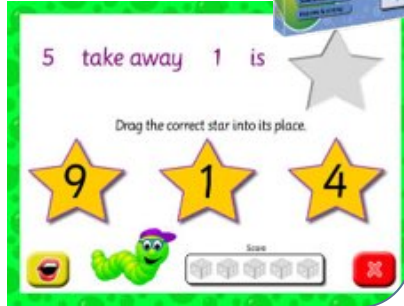 5 take away 1 is
Drag the correct star into its place.
9 1 4
Score